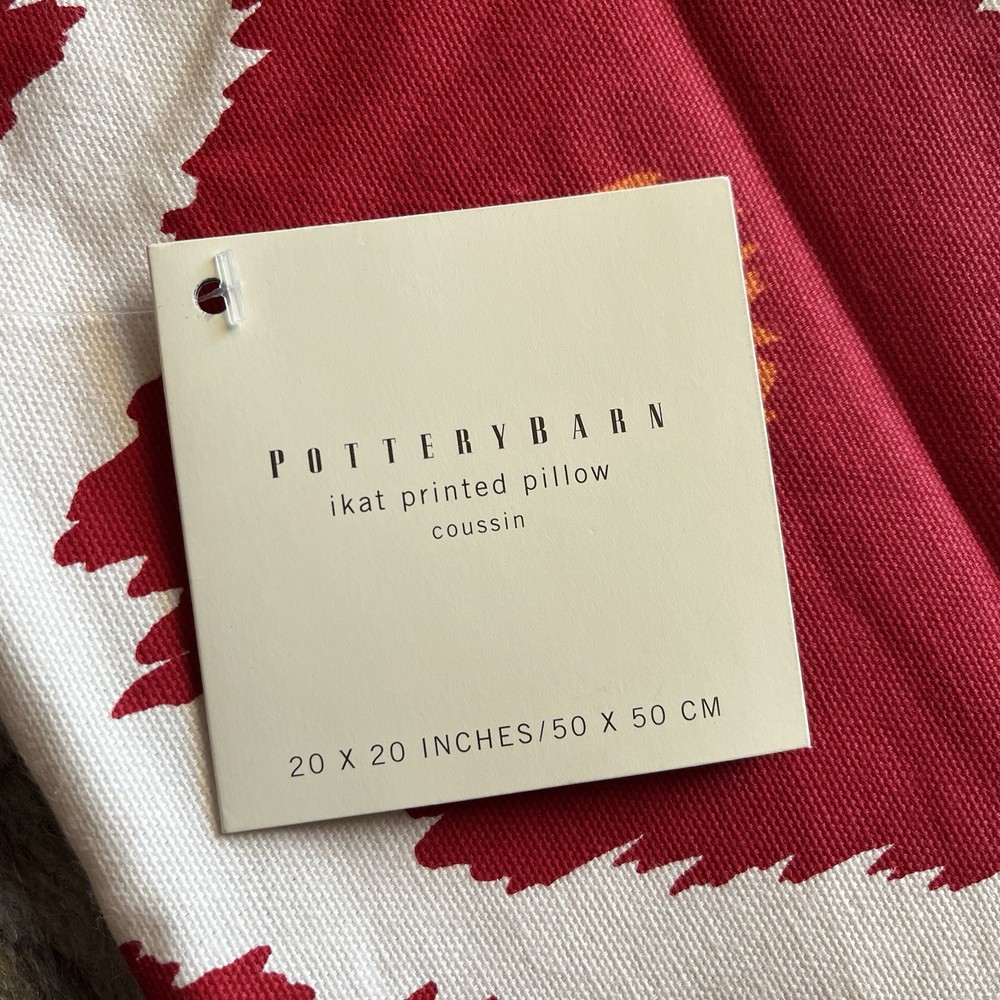 POTTERYBARN
ikat printed pillow
coussin
20 X 20 INCHES/50 X 50 CM